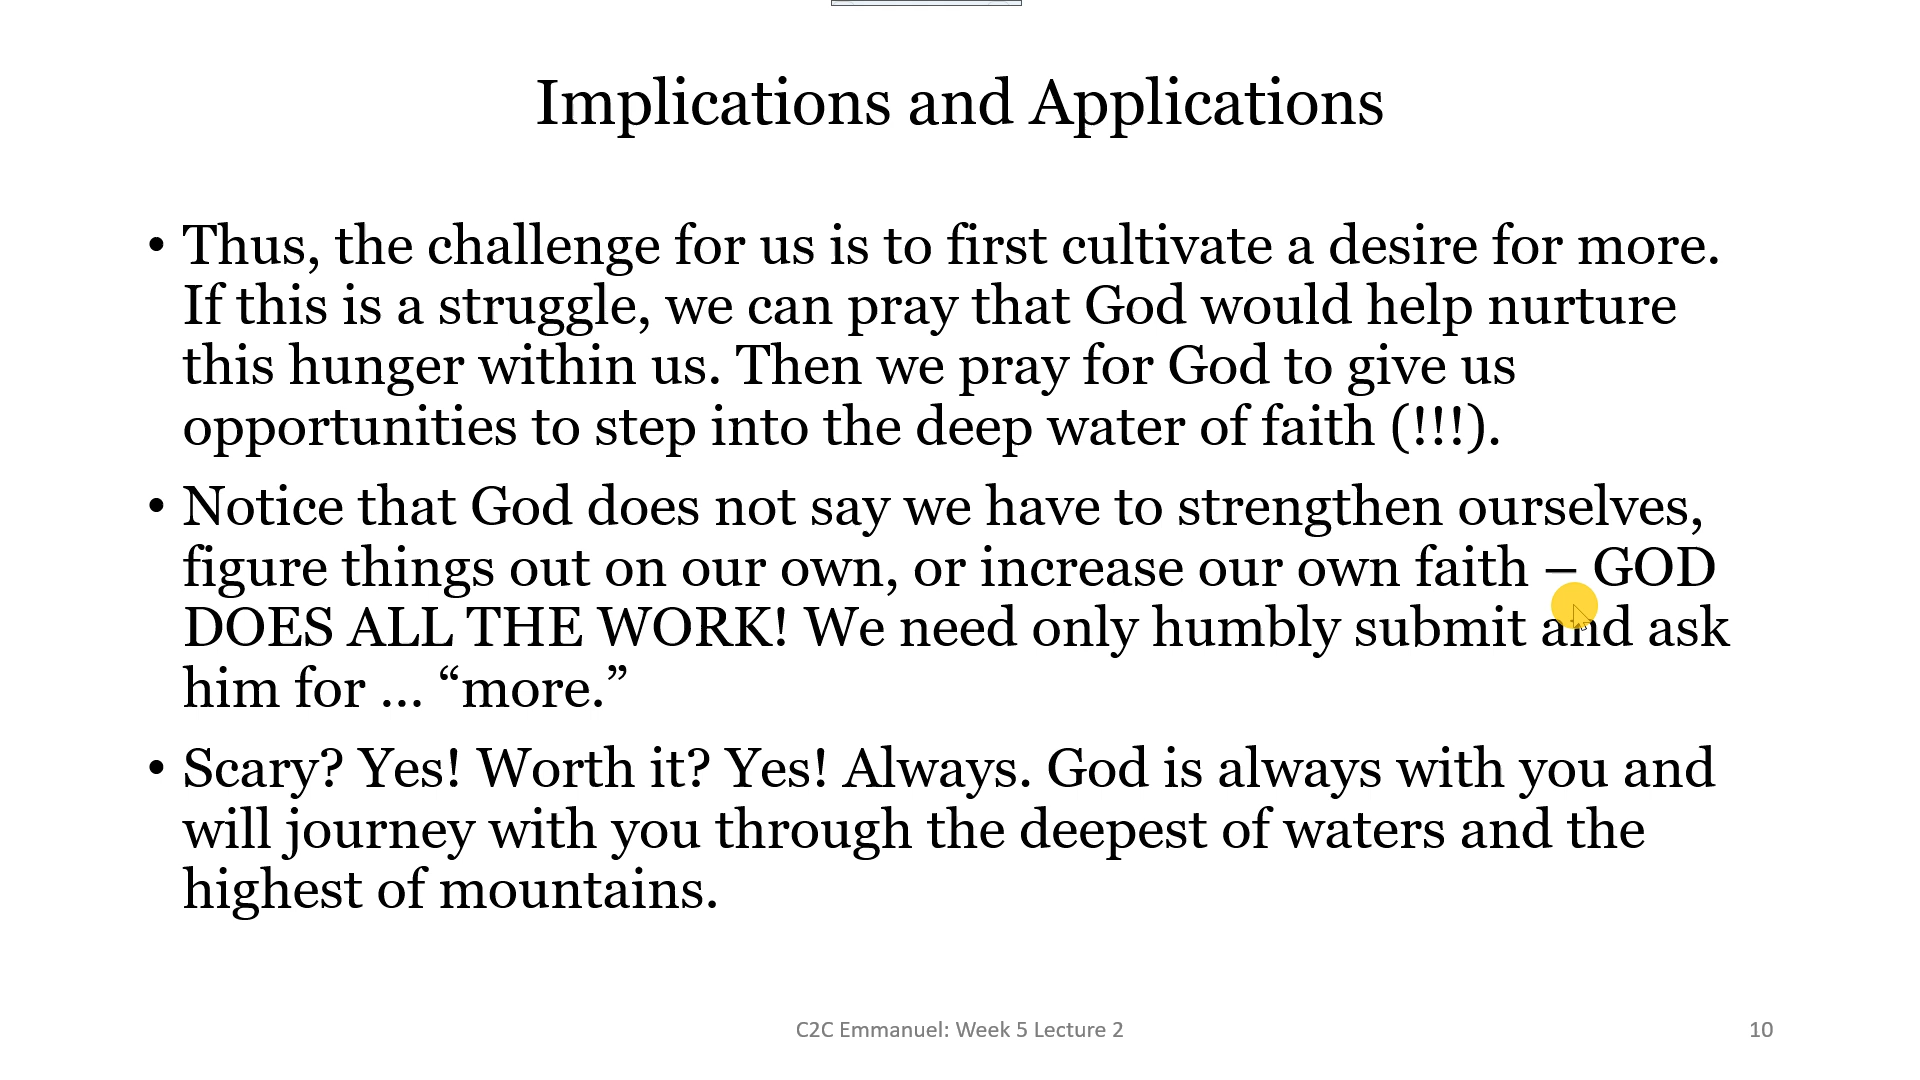 Implications and Applications
• Thus, the challenge for us is to first cultivate a desire for more.
If this is a struggle, we can pray that God would help nurture
this hunger within us. Then we pray for God to give us
opportunities to step into the deep water of faith (!!!).
• Notice that God does not say we have to strengthen ourselves,
figure things out on our own, or increase our own faith – GOD
DOES ALL THE WORK! We need only humbly submit and ask
him for … “more.”
• Scary? Yes! Worth it? Yes! Always. God is always with you and
will journey with you through the deepest of waters and the
highest of mountains.
C2C Emmanuel: Week 5 Lecture 2
10